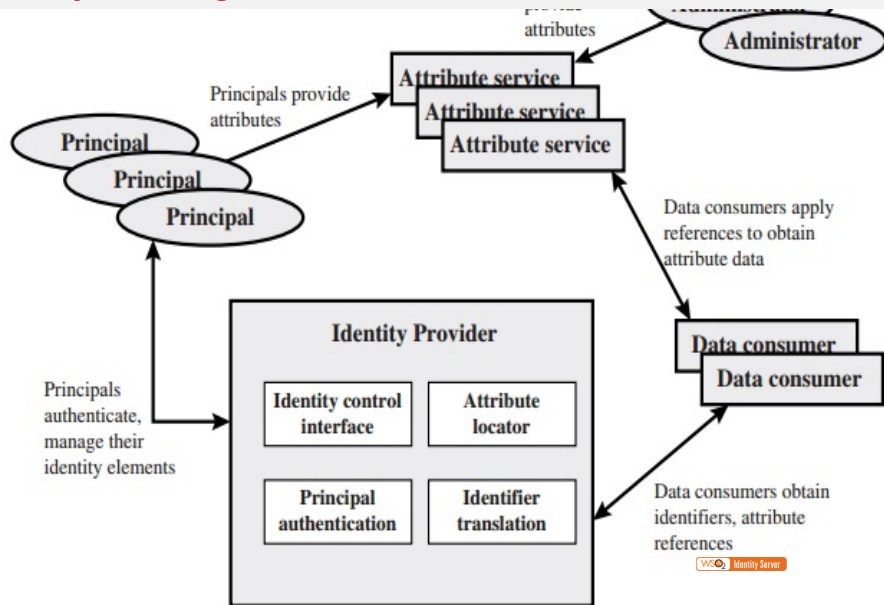 provide
attributes
Administrator
Attribute service
Attribute service
Attribute service
Principals provide
attributes
Principal
Principal
Principal
Data consumers apply
references to obtain
attribute data
Identity Provider
Data consumer
Data consumer
Principals
authenticate,
manage their
identity elements
Identity control
interface
Attribute
locator
Principal
authentication
Identifier
translation
Data consumers obtain
identifiers, attribute
references
WSO2 Identity Server